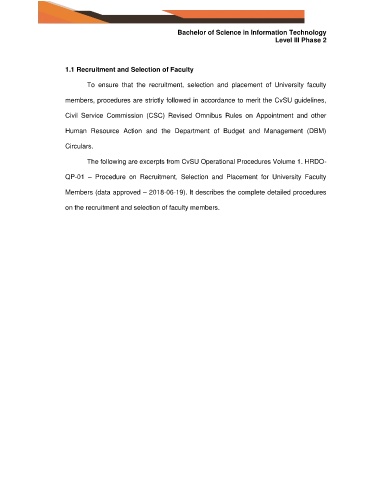 Bachelor of Science in Information Technology
Level III Phase 2
1.1 Recruitment and Selection of Faculty
To ensure that the recruitment, selection and placement of University faculty
members, procedures are strictly followed in accordance to merit the CvSU guidelines,
Civil Service Commission (CSC) Revised Omnibus Rules on Appointment and other
Human Resource Action and the Department of Budget and Management (DBM)
Circulars.
The following are excerpts from CvSU Operational Procedures Volume 1. HRDO-
QP-01 – Procedure on Recruitment, Selection and Placement for University Faculty
Members (data approved – 2018-06-19). It describes the complete detailed procedures
on the recruitment and selection of faculty members.